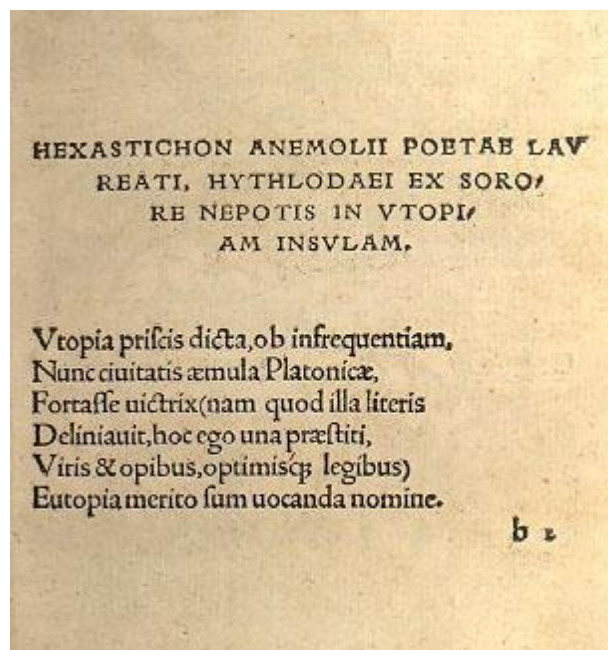 HEXASTICHON ANEMOLII POETAE LAV
REATI, HYTHLODAEI EX SORO/
RE NEPOTIS IN VTOPI/
AM INSVLAM.
Vtopia priſcis dicta,ob infrequentiam,
Nunc ciuitatis æmula Platonicæ,
Fortaſſe uictrix(nam quod illa literis
Deliniauit,hoc ego una præſtiti,
Viris & opibus,optimisꝗ; legibus)
Eutopia merito ſum uocanda nomine.
b 2